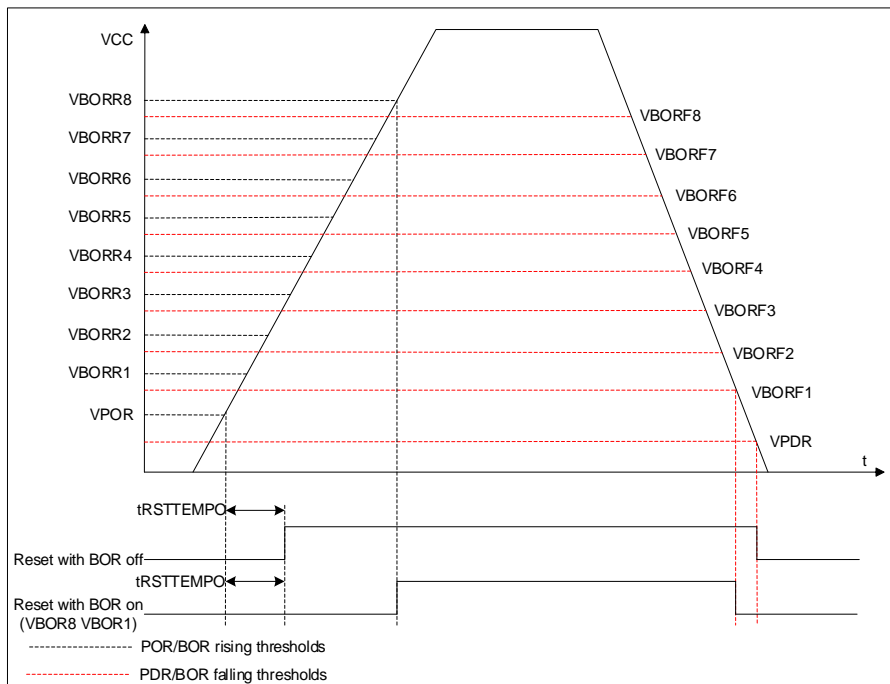 VCC
VBORR8
VBORF8
VBORR7
VBORF7
VBORR6
VBORF6
VBORR5
VBORF5
VBORR4
VBORF4
VBORR3
VBORF3
VBORR2
VBORF2
VBORR1
VBORF1
VPOR
VPDR
t
tRSTTEMPO
Reset with BOR off
tRSTTEMPO
Reset with BOR on
(VBOR8 VBOR1)
POR/BOR rising thresholds
PDR/BOR falling thresholds